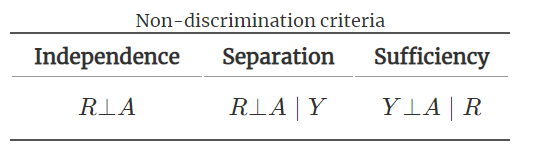 Non-discrimination criteria
Independence Separation Sufficiency
R⊥A R⊥A | Y Y⊥A | R